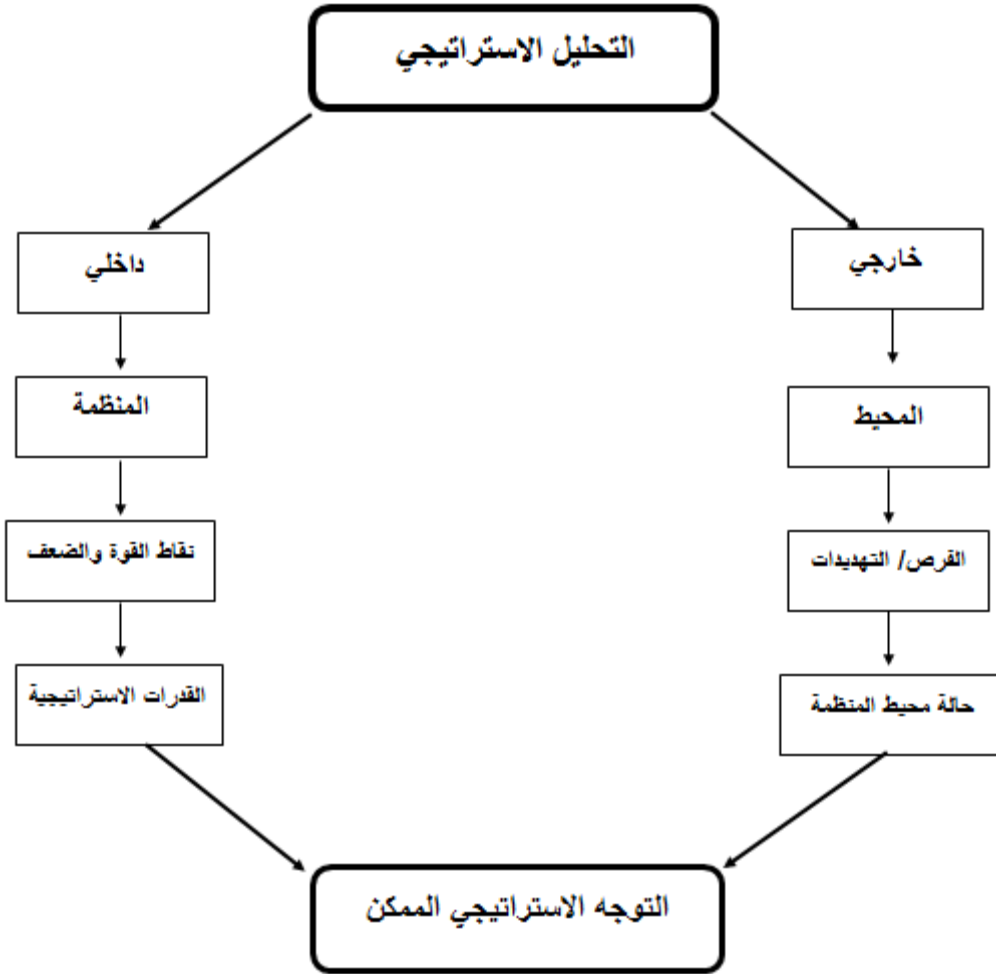 التحليل الاستراتيجي
خارجي
داخلي
المحيط
المنظمة
الفرص/ التهديدات
نقاط القوة والضعف
حالة محيط المنظمة
القدرات الاستراتيجية
التوجه الاستراتيجي الممكن